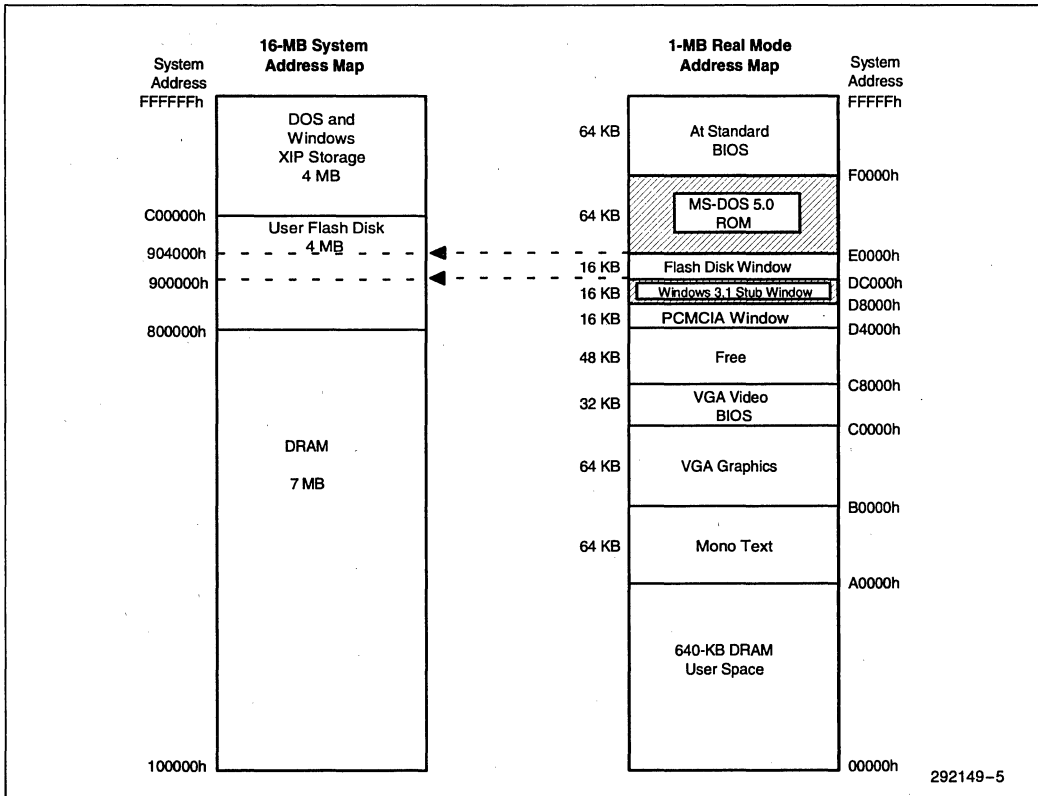 16-MB System
Address Map
System
Address
FFFFFFh
DOS and
Windows
XIP Storage
4 MB
C00000h
User Flash Disk
4 MB
904000h
900000h
800000h
DRAM
7 MB
100000h
1-MB Real Mode
Address Map
System
Address
FFFFFh
64 KB
At Standard
BIOS
F0000h
64 KB
MS-DOS 5.0
ROM
E0000h
16 KB
Flash Disk Window
DC000h
16 KB
Windows 3.1 Stub Window
D8000h
16 KB
PCMCIA Window
D4000h
48 KB
Free
C8000h
32 KB
VGA Video
BIOS
C0000h
64 KB
VGA Graphics
B0000h
64 KB
Mono Text
A0000h
640-KB DRAM
User Space
00000h
292149-5